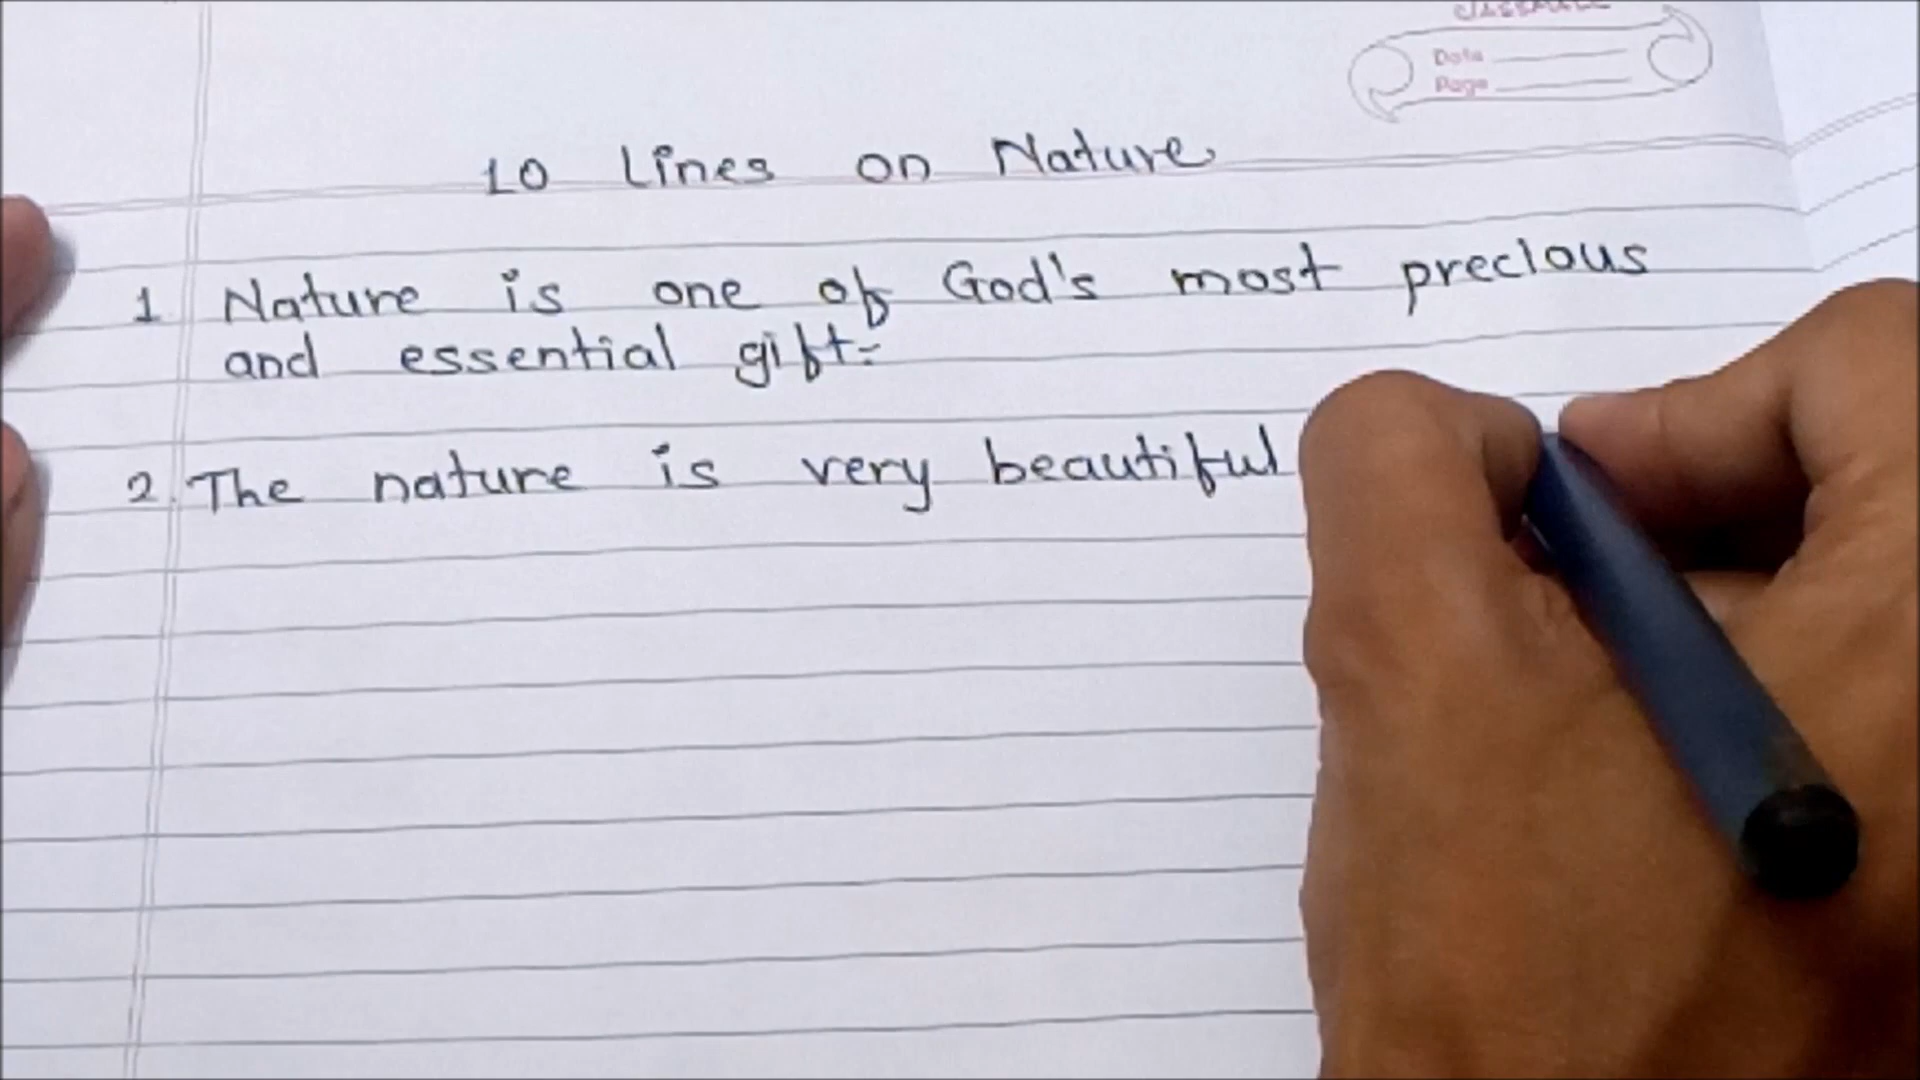 Date
Page
10 Lines on Nature
1 Nature is one of God's most precious
and essential gift.
2. The nature is very beautiful